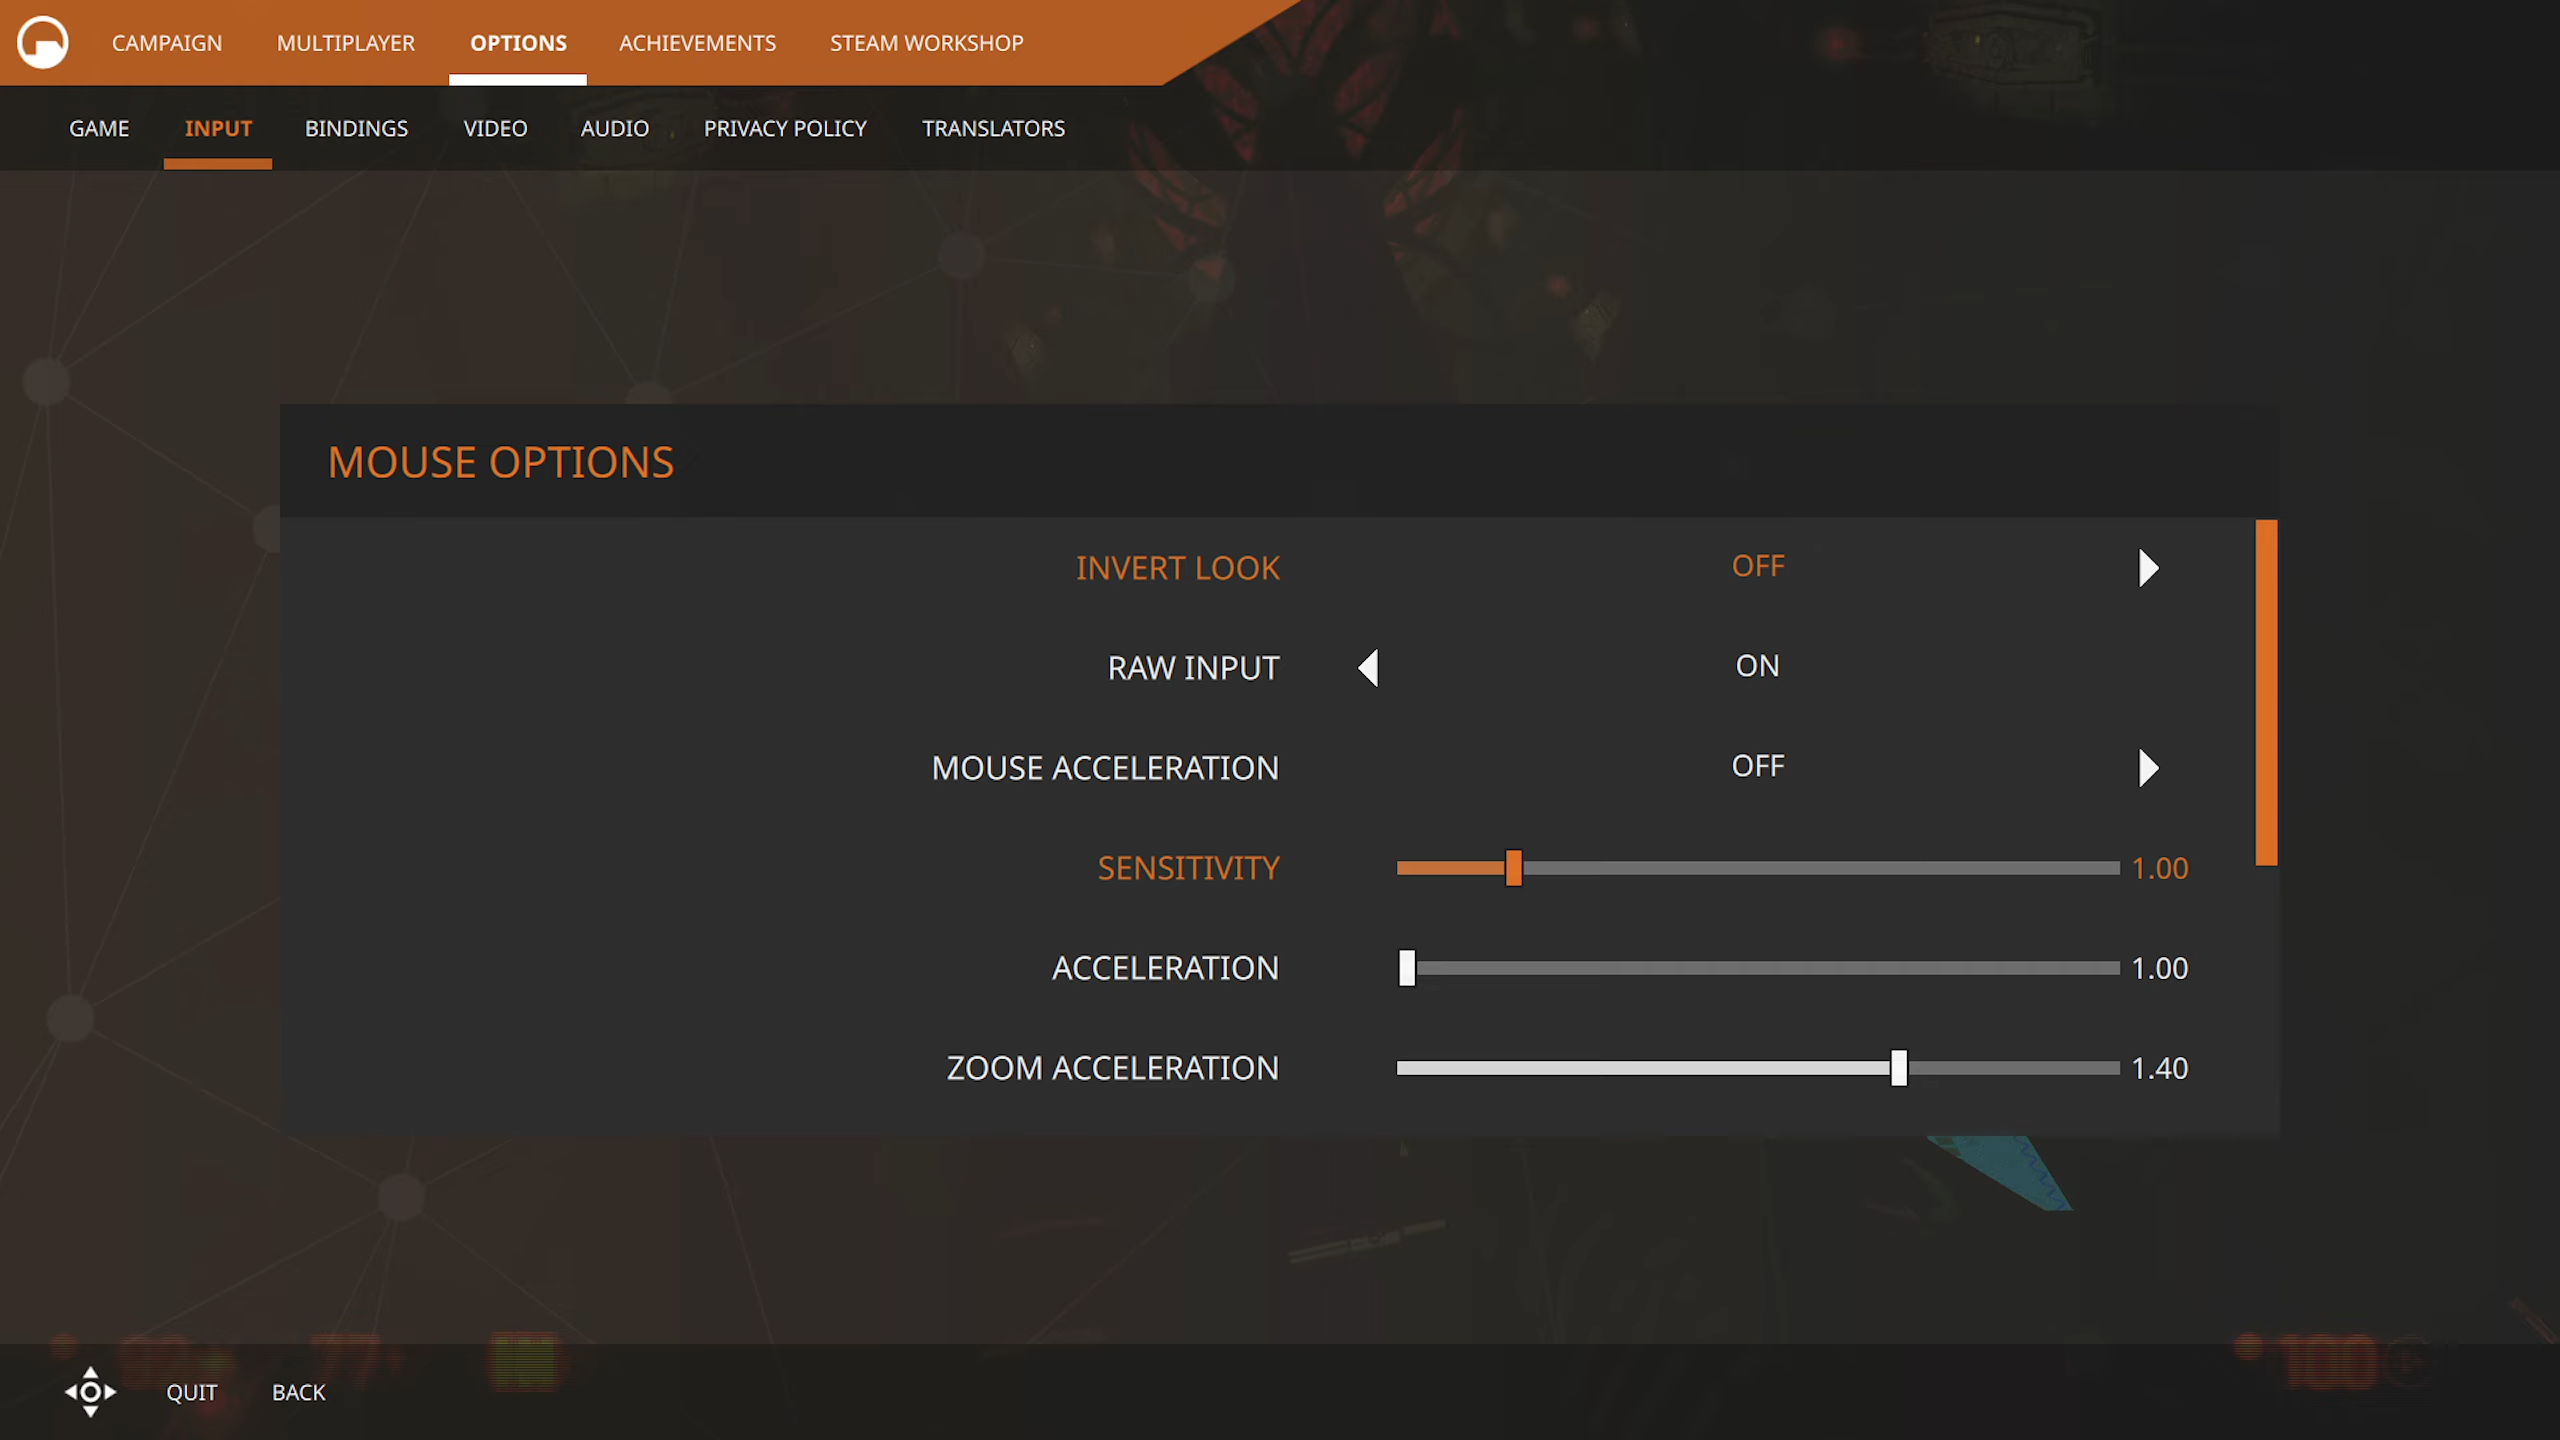 CAMPAIGN MULTIPLAYER OPTIONS ACHIEVEMENTS STEAM WORKSHOP
GAME INPUT BINDINGS VIDEO AUDIO PRIVACY POLICY TRANSLATORS
MOUSE OPTIONS
INVERT LOOK OFF
RAW INPUT ON
MOUSE ACCELERATION OFF
SENSITIVITY 1.00
ACCELERATION 1.00
ZOOM ACCELERATION 1.40
QUIT BACK
100